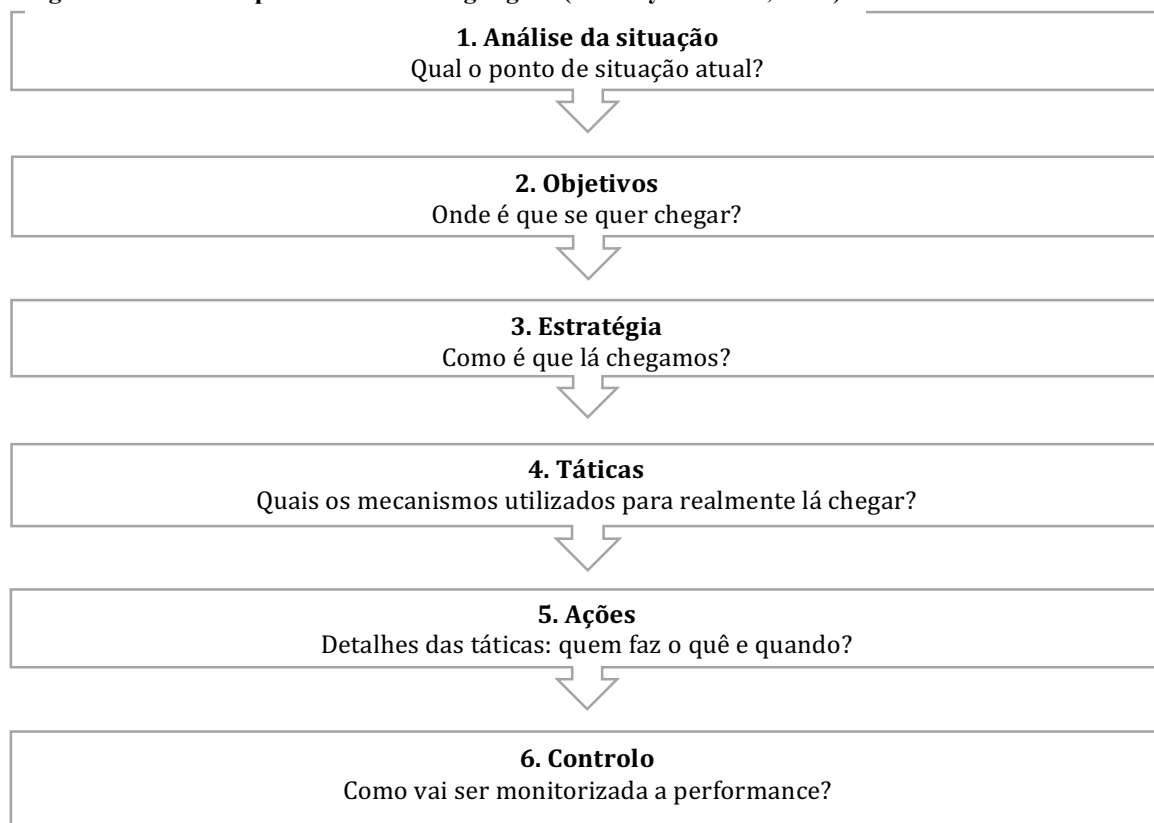 1. Análise da situação
Qual o ponto de situação atual?
2. Objetivos
Onde é que se quer chegar?
3. Estratégia
Como é que lá chegamos?
4. Táticas
Quais os mecanismos utilizados para realmente lá chegar?
5. Ações
Detalhes das táticas: quem faz o quê e quando?
6. Controlo
Como vai ser monitorizada a performance?